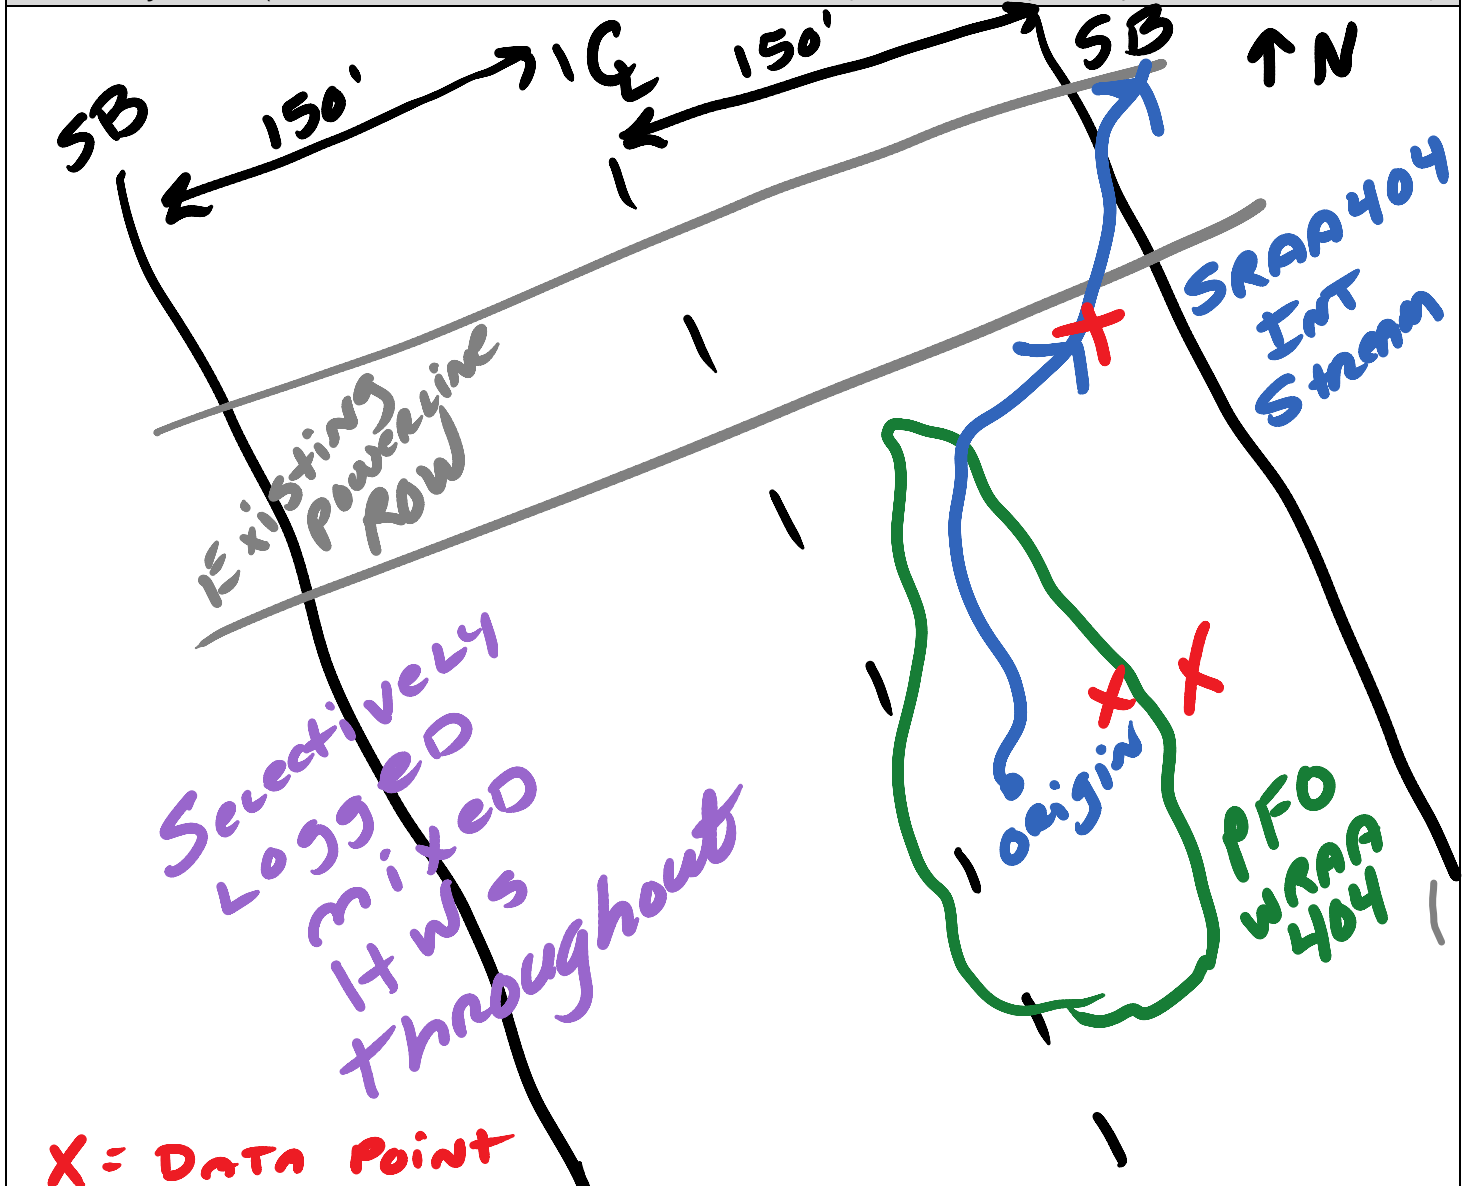 SB
150'
CL
150'
SB
↑ N
SRAA404
INT
Stream
Existing
Powerline
ROW
Selectively
Logged
mixed
HWs
throughout
origin
PFO
WRAA
404
X = DATA POINT